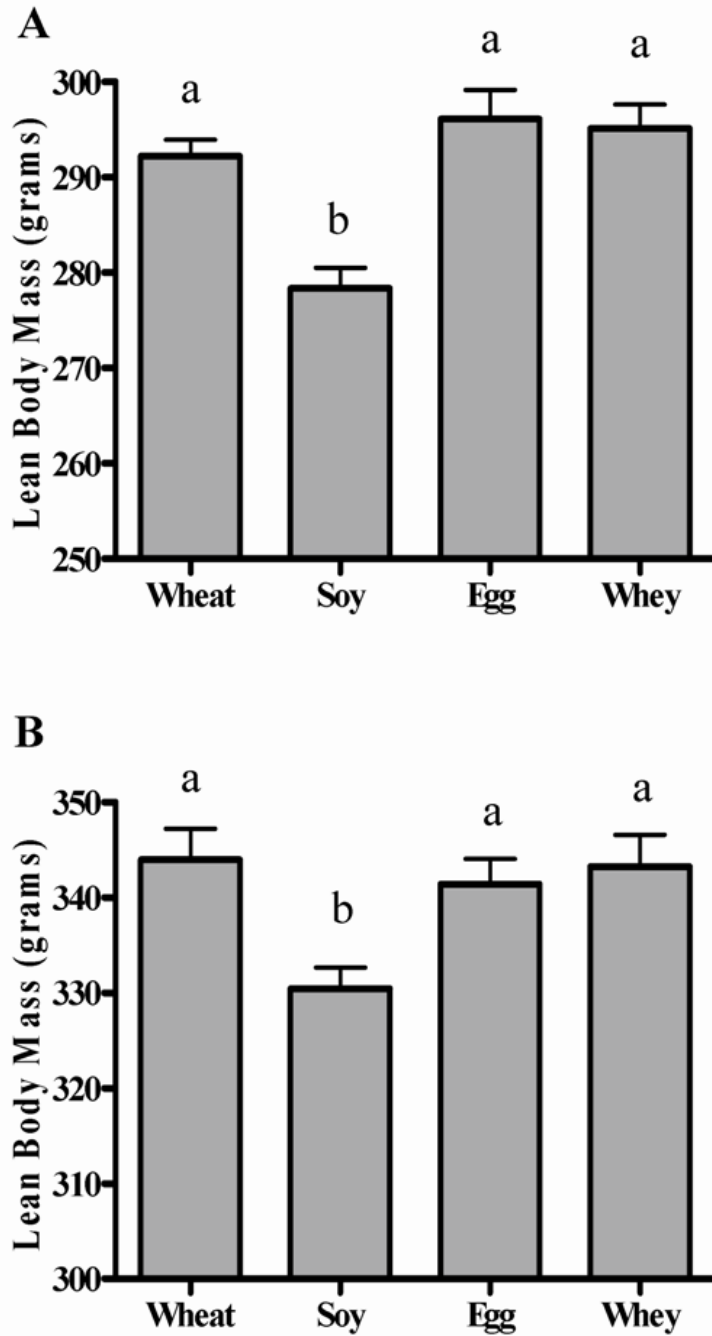 A
Lean Body Mass (grams)
300
290
280
270
260
250
a
b
a
a
Wheat Soy Egg Whey
B
Lean Body Mass (grams)
350
340
330
320
310
300
a
b
a
a
Wheat Soy Egg Whey